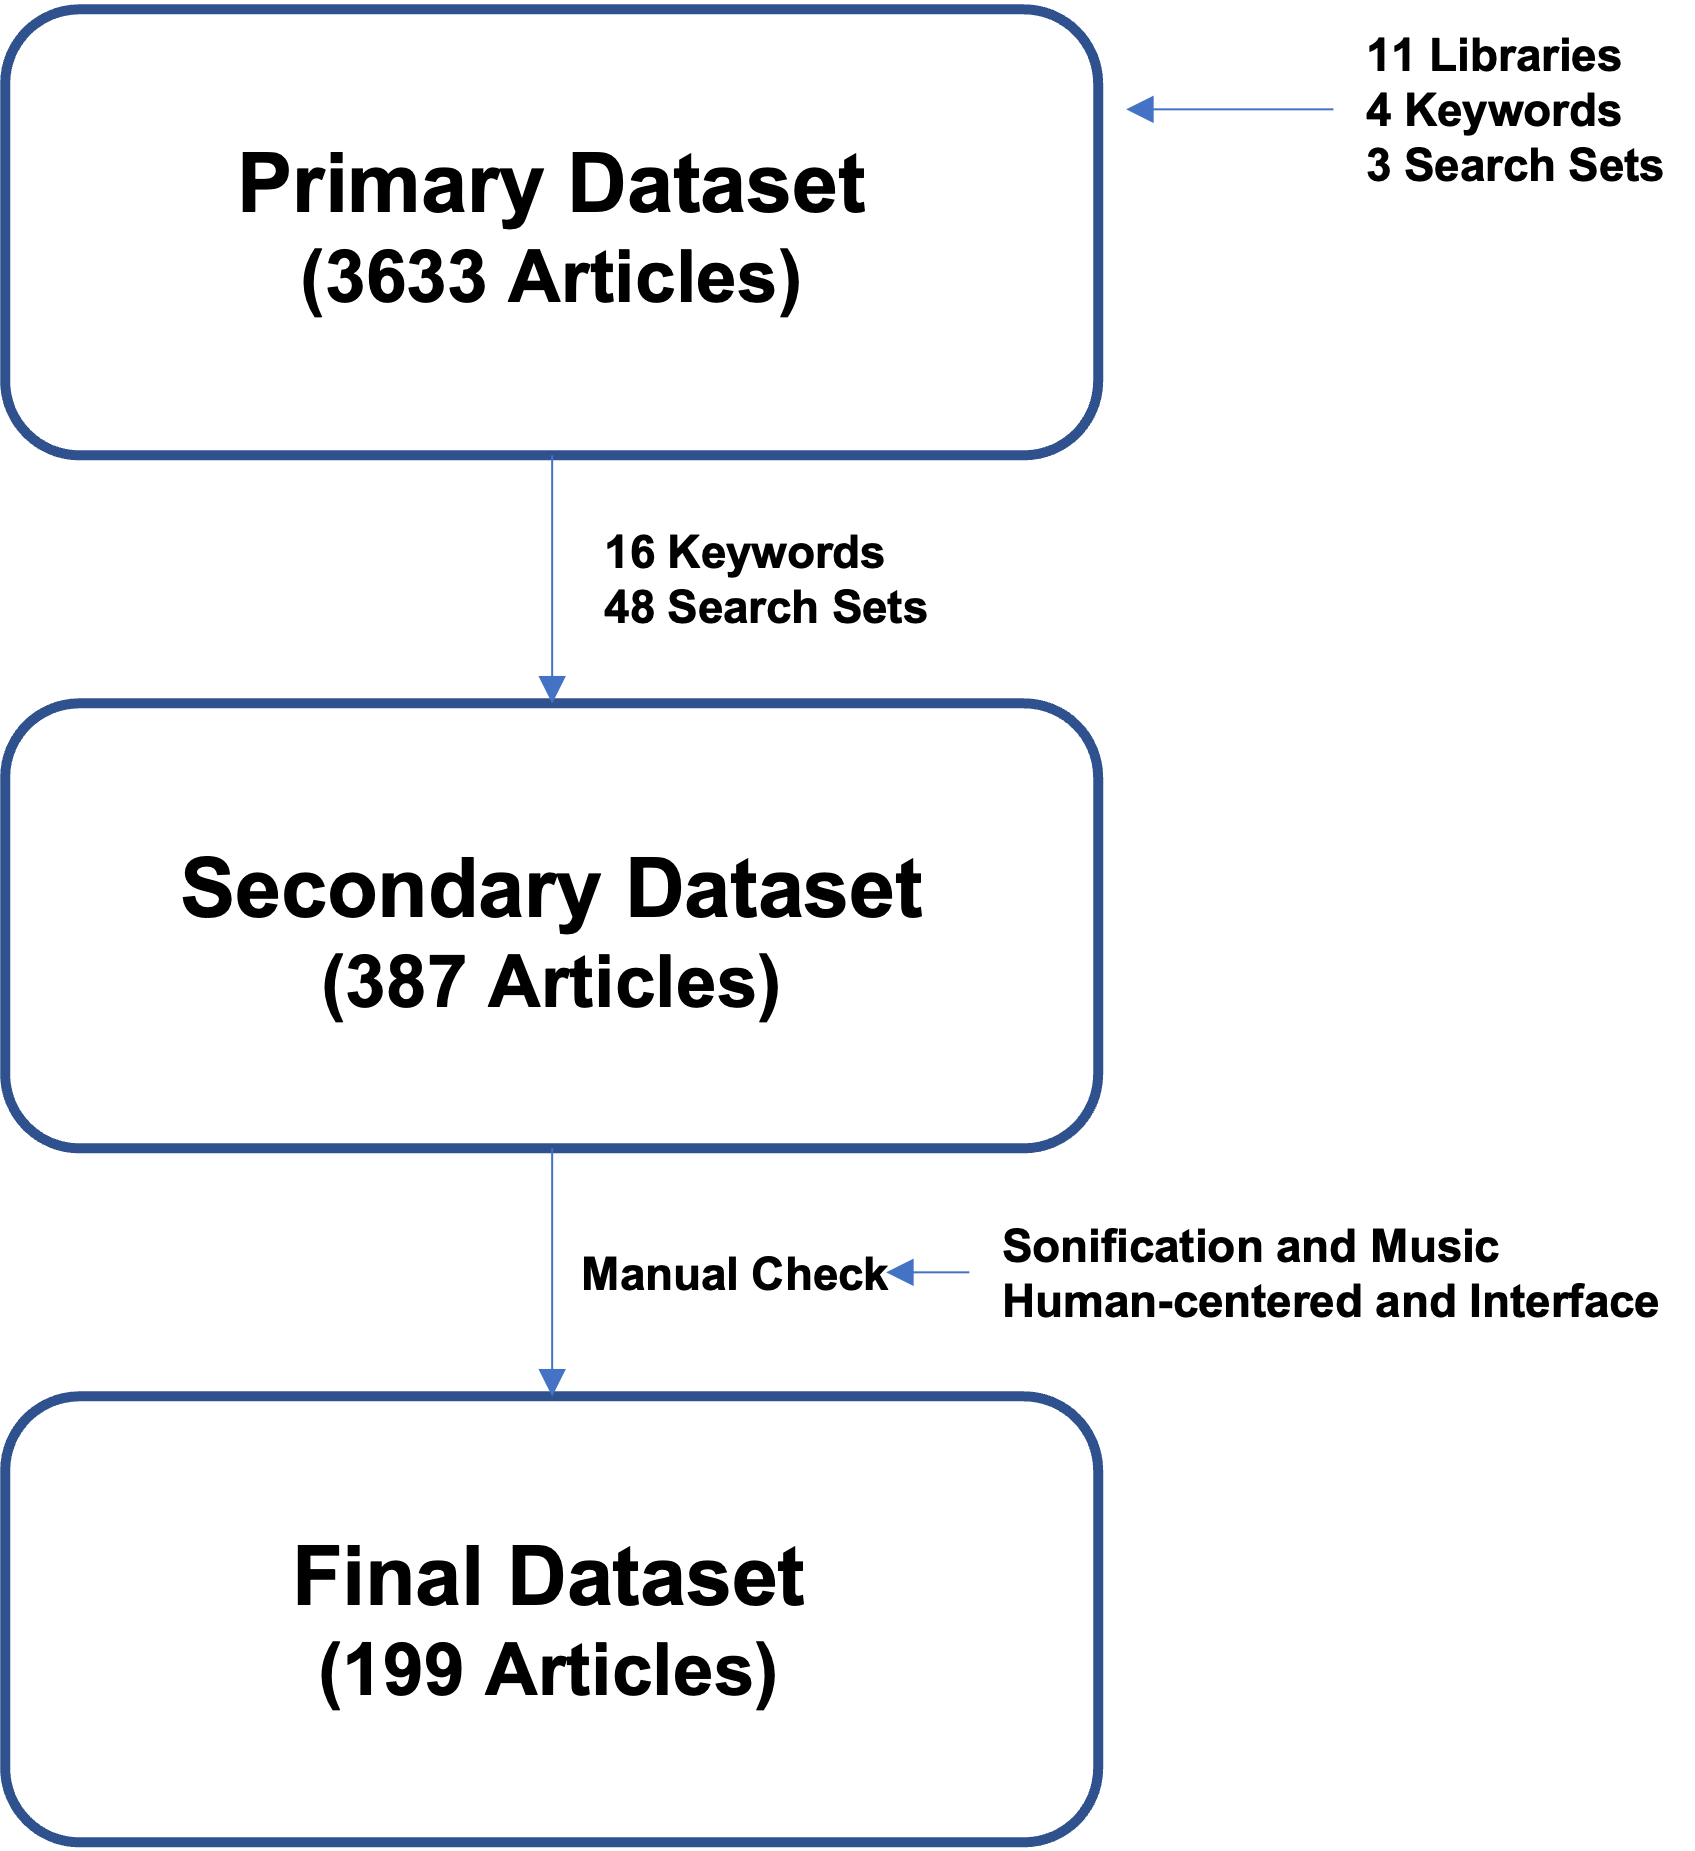 11 Libraries
4 Keywords
3 Search Sets
Primary Dataset
(3633 Articles)
16 Keywords
48 Search Sets
Secondary Dataset
(387 Articles)
Manual Check
Sonification and Music
Human-centered and Interface
Final Dataset
(199 Articles)